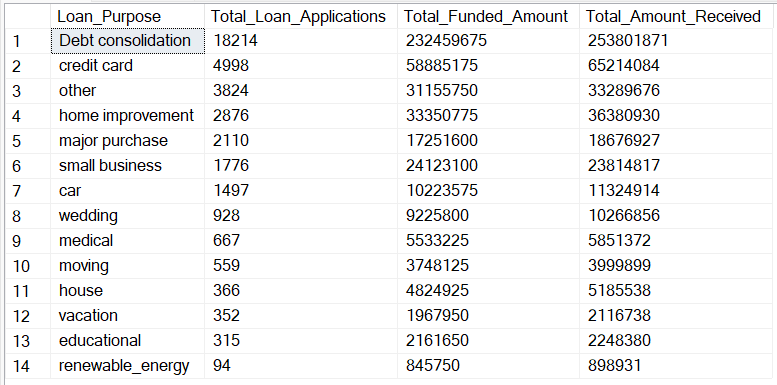 Loan_Purpose Total_Loan_Applications Total_Funded_Amount Total_Amount_Received
1 Debt consolidation 18214 232459675 253801871
2 credit card 4998 58885175 65214084
3 other 3824 31155750 33289676
4 home improvement 2876 33350775 36380930
5 major purchase 2110 17251600 18676927
6 small business 1776 24123100 23814817
7 car 1497 10223575 11324914
8 wedding 928 9225800 10266856
9 medical 667 5533225 5851372
10 moving 559 3748125 3999899
11 house 366 4824925 5185538
12 vacation 352 1967950 2116738
13 educational 315 2161650 2248380
14 renewable_energy 94 845750 898931